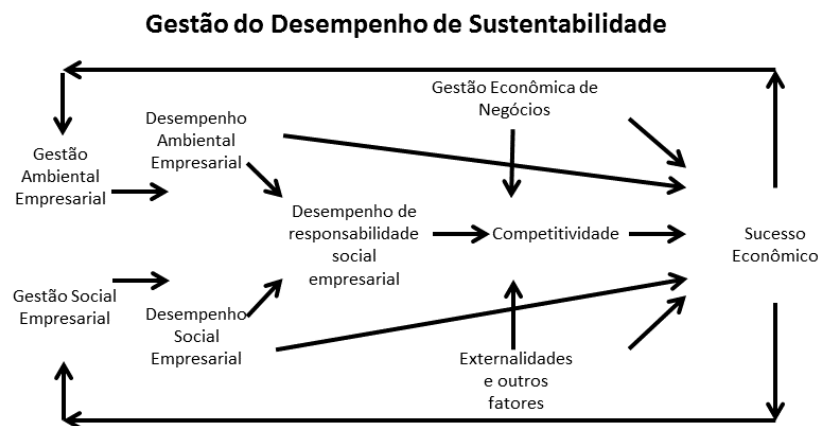 Gestão do Desempenho de Sustentabilidade
Gestão Econômica de
Negócios
Desempenho
Ambiental
Empresarial
Gestão
Ambiental
Empresarial
Desempenho de
responsabilidade
social
empresarial
Competitividade
Sucesso
Econômico
Gestão Social
Empresarial
Desempenho
Social
Empresarial
Externalidades
e outros
fatores